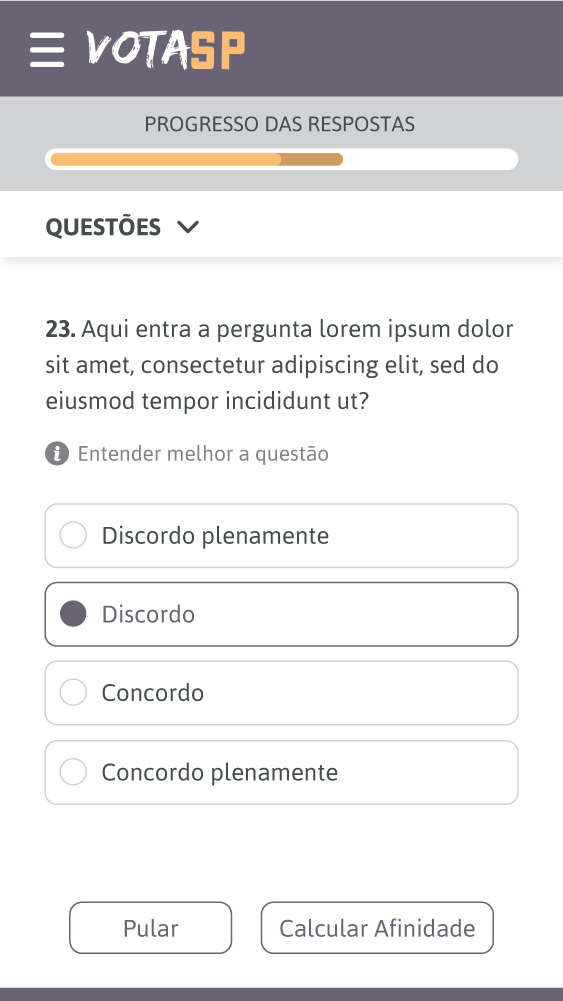 VOTASP
PROGRESSO DAS RESPOSTAS
QUESTÕES
23. Aqui entra a pergunta lorem ipsum dolor
sit amet, consectetur adipiscing elit, sed do
eiusmod tempor incididunt ut?
i Entender melhor a questão
Discordo plenamente
Discordo
Concordo
Concordo plenamente
Pular
Calcular Afinidade